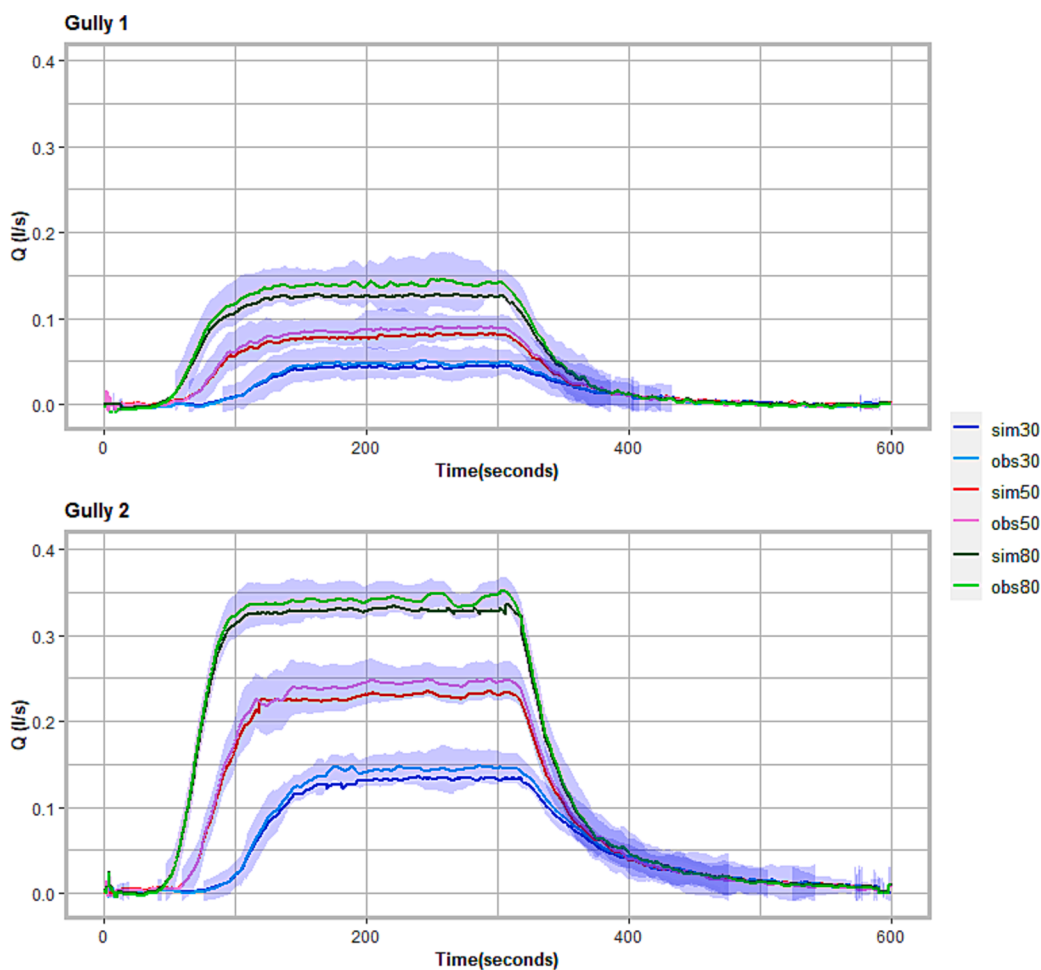 Gully 1
0.4
0.3
0.2
0.1
0.0
Q (l/s)
0 200 400 600
Time(seconds)
Gully 2
0.4
0.3
0.2
0.1
0.0
Q (l/s)
0 200 400 600
Time(seconds)
sim30
obs30
sim50
obs50
sim80
obs80